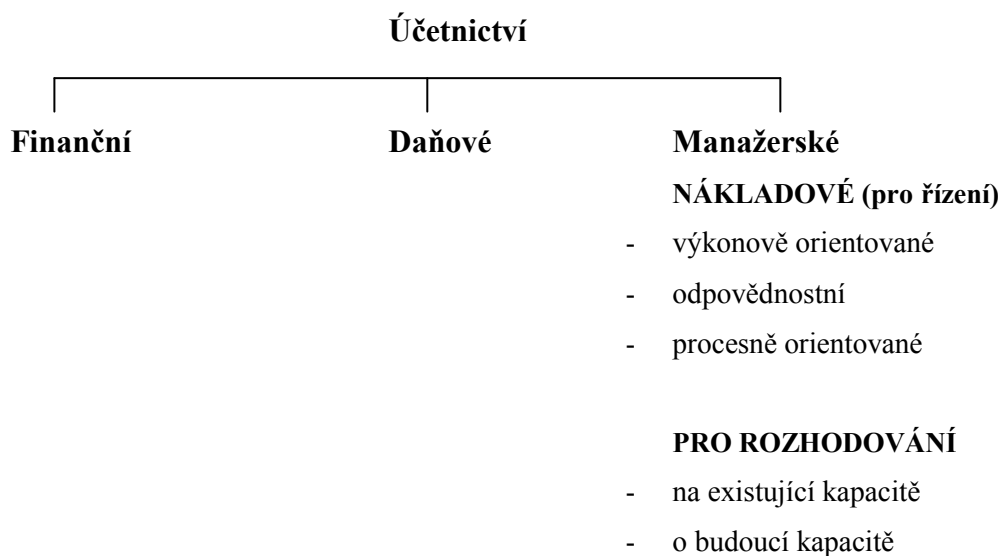 Účetnictví
Finanční Daňové Manažerské
NÁKLADOVÉ (pro řízení)
- výkonově orientované
- odpovědnostní
- procesně orientované
PRO ROZHODOVÁNÍ
- na existující kapacitě
- o budoucí kapacitě